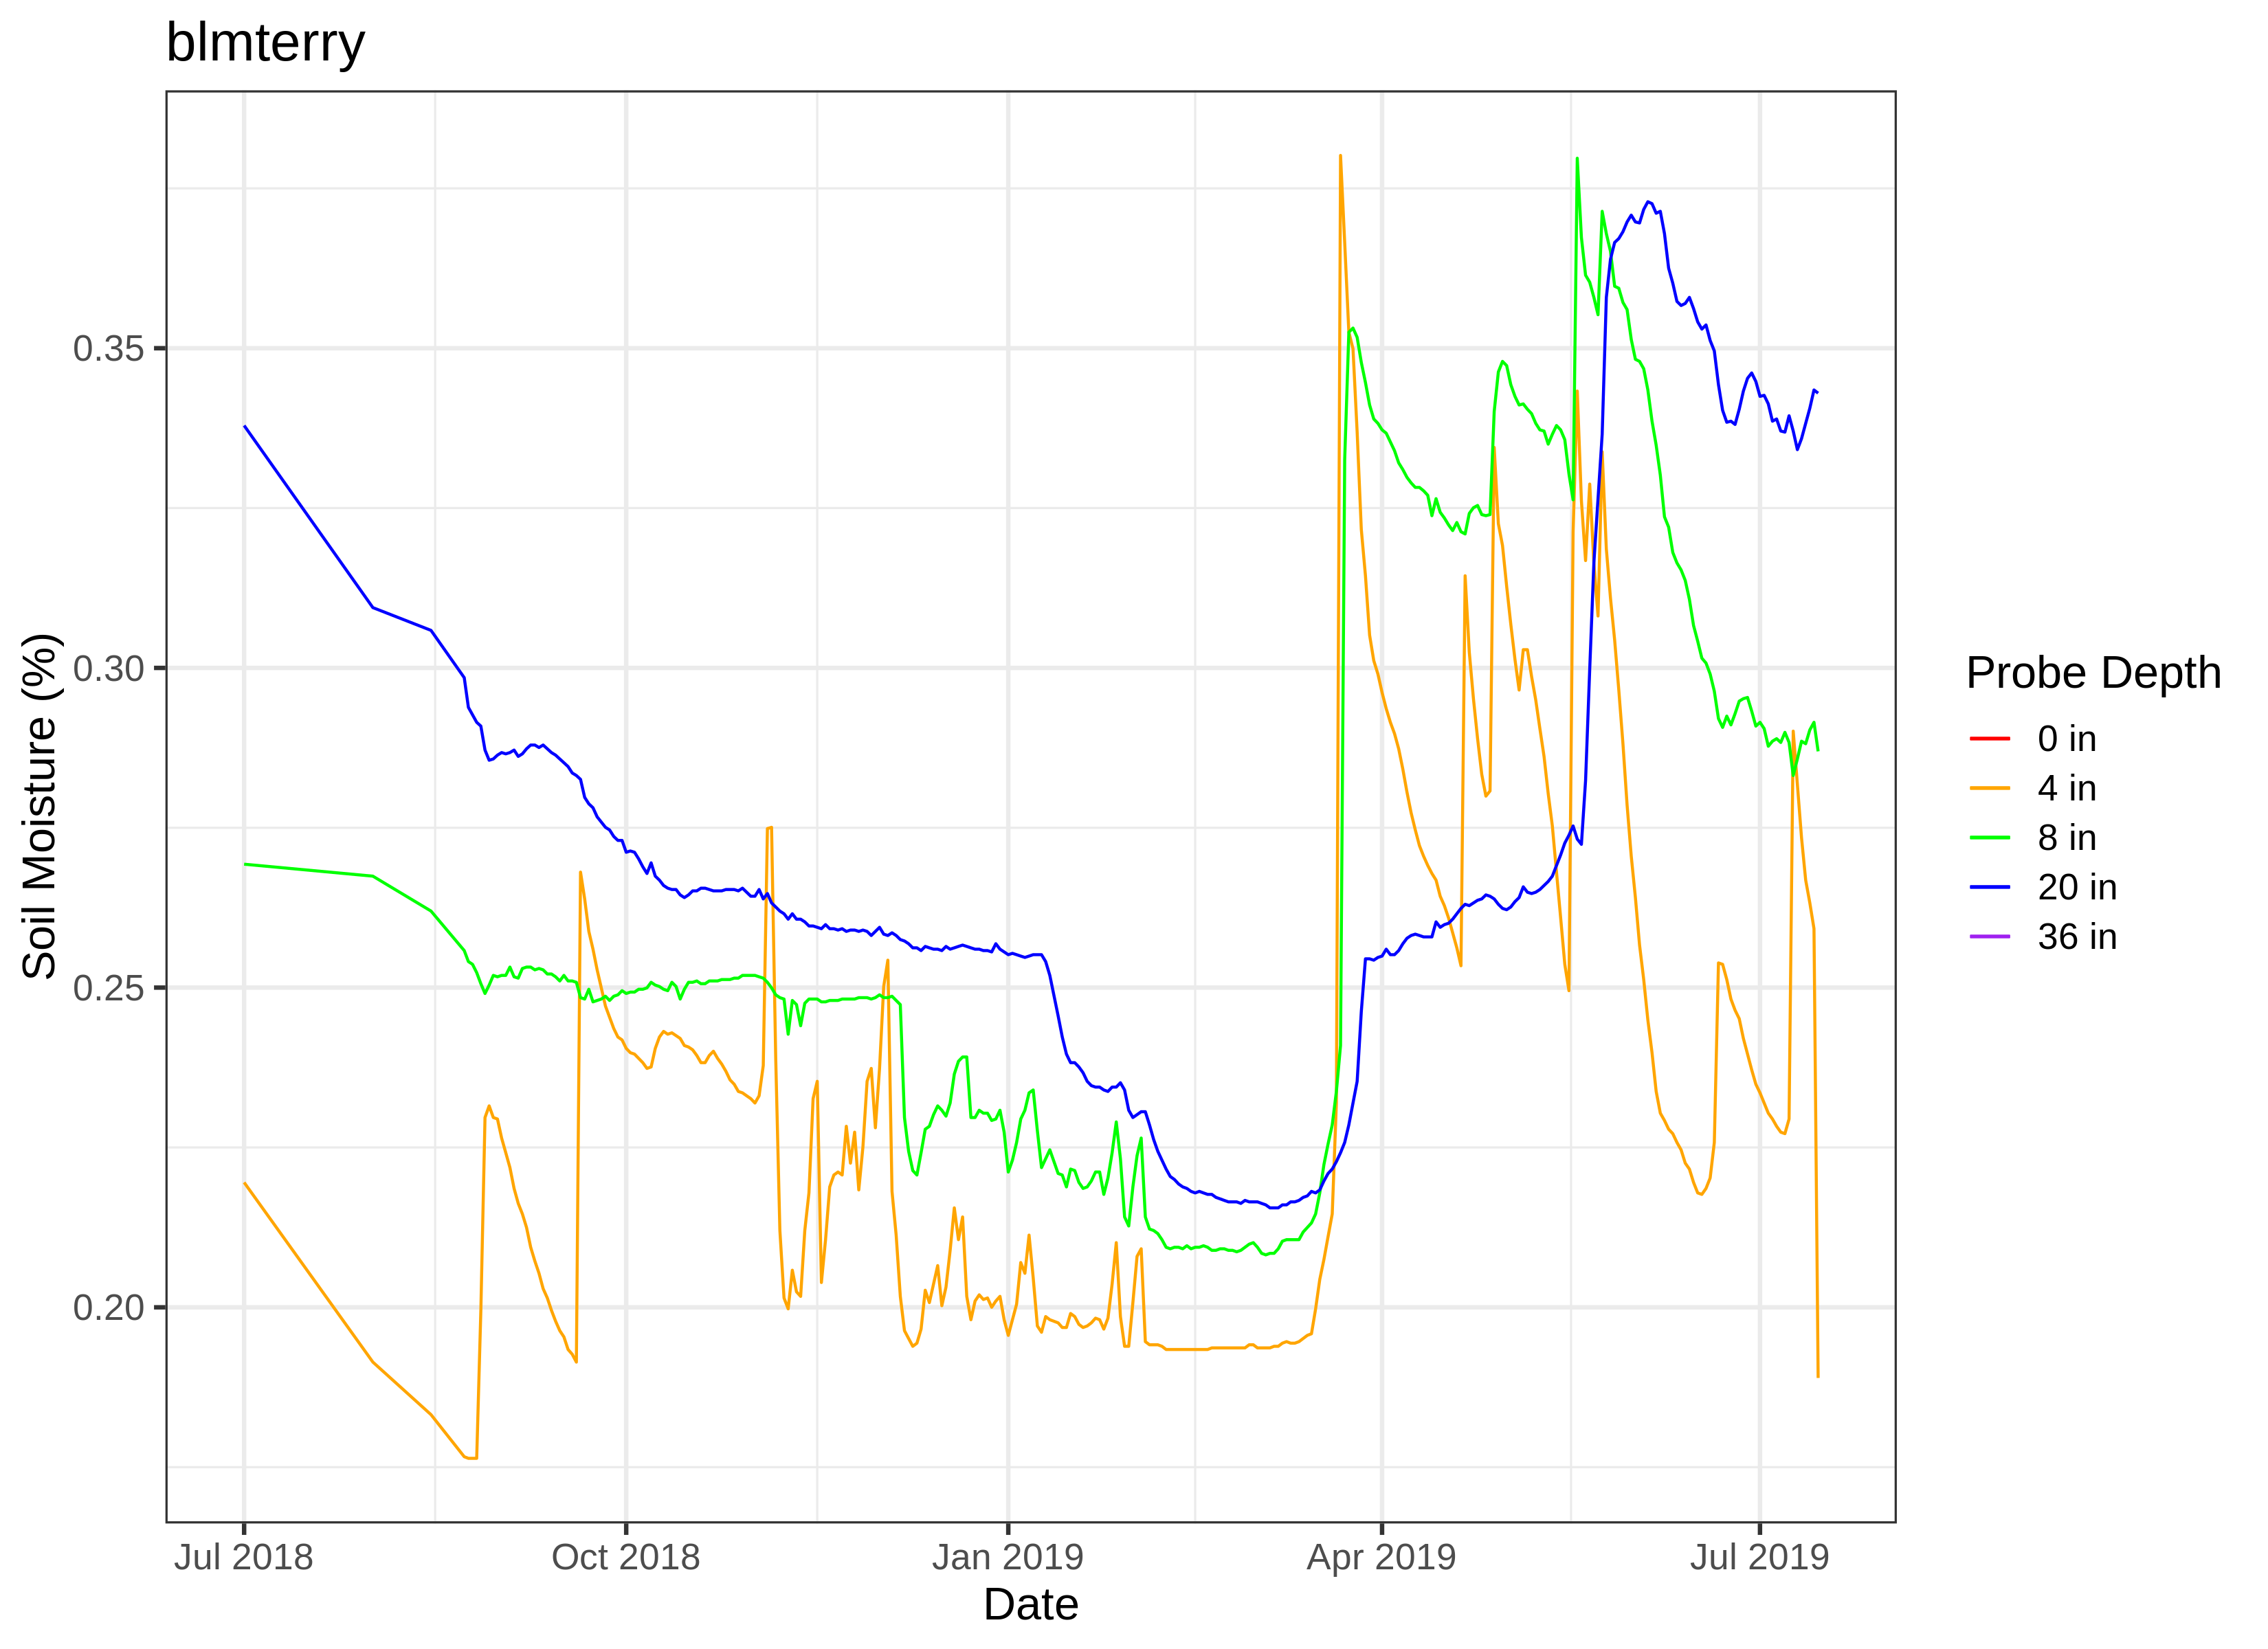 blmterry
Soil Moisture (%)
0.35
0.30
0.25
0.20
Jul 2018
Oct 2018
Jan 2019
Apr 2019
Jul 2019
Date
Probe Depth
0 in
4 in
8 in
20 in
36 in